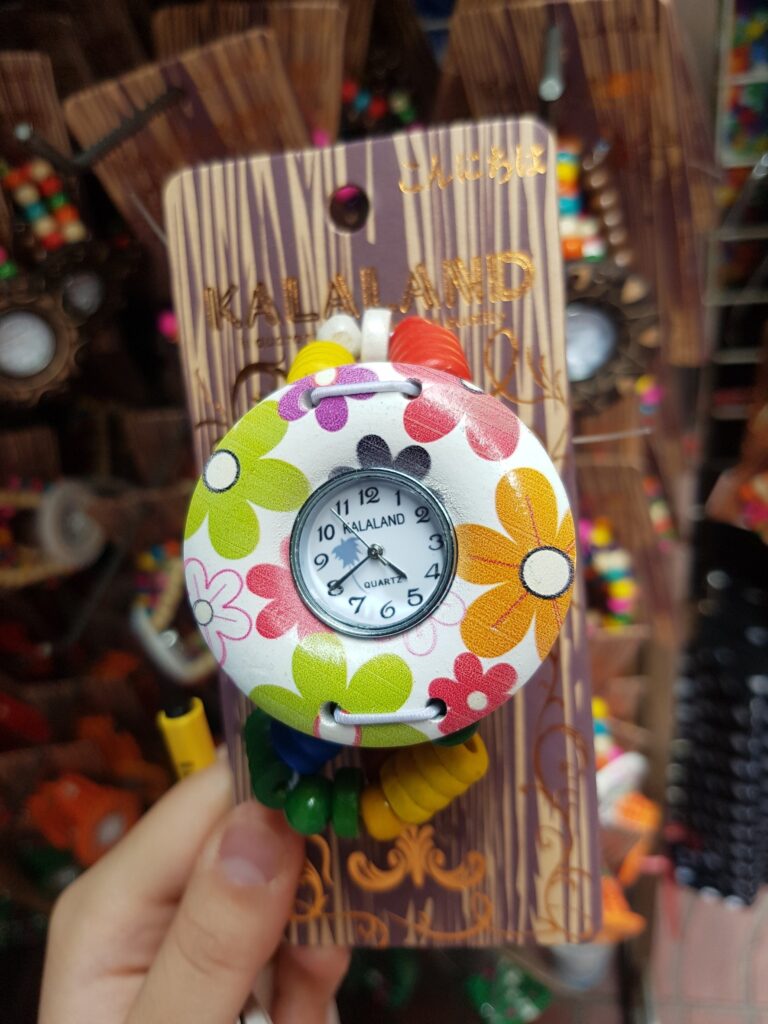 こんにちは
KALALAND
12
11 1
10 2
KALALAND
9 3
8 4
QUARTZ
7 5
6